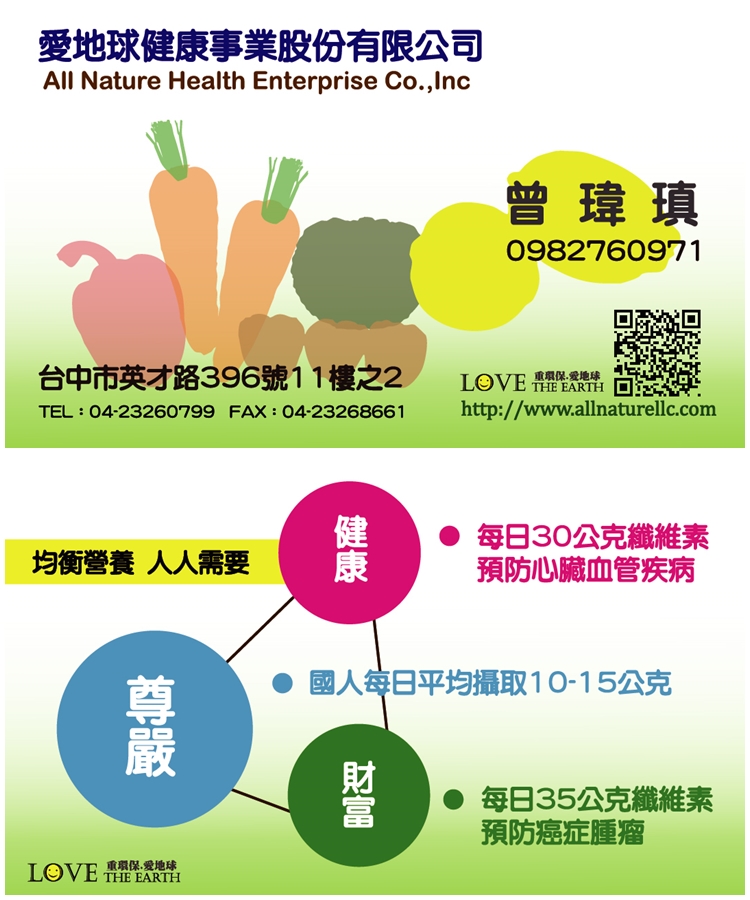 愛地球健康事業股份有限公司
All Nature Health Enterprise Co.,Inc
曾 瑋 瑱
0982760971
台中市英才路396號11樓之2
TEL：04-23260799 FAX：04-23268661
LOVE 重環保.愛地球
THE EARTH
http://www.allnaturellc.com
均衡營養 人人需要
健康
每日30公克纖維素
預防心臟血管疾病
尊嚴
國人每日平均攝取10-15公克
財富
每日35公克纖維素
預防癌症腫瘤
LOVE 重環保.愛地球
THE EARTH